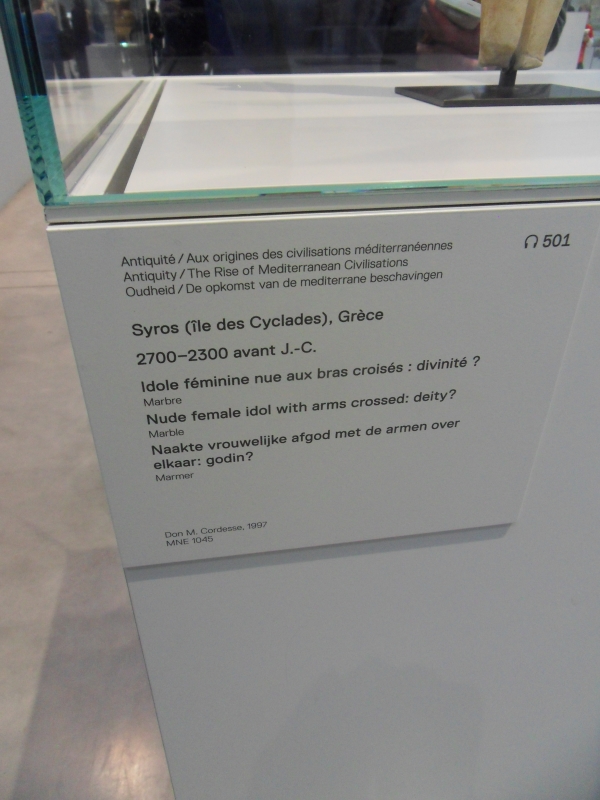 Antiquité / Aux origines des civilisations méditerranéennes
Antiquity / The Rise of Mediterranean Civilisations
Oudheid / De opkomst van de mediterrane beschavingen
501
Syros (île des Cyclades), Grèce
2700–2300 avant J.-C.
Idole féminine nue aux bras croisés : divinité ?
Marbre
Nude female idol with arms crossed: deity?
Marble
Naakte vrouwelijke afgod met de armen over
elkaar: godin?
Marmer
Don M. Cordesse, 1997
MNE 1045